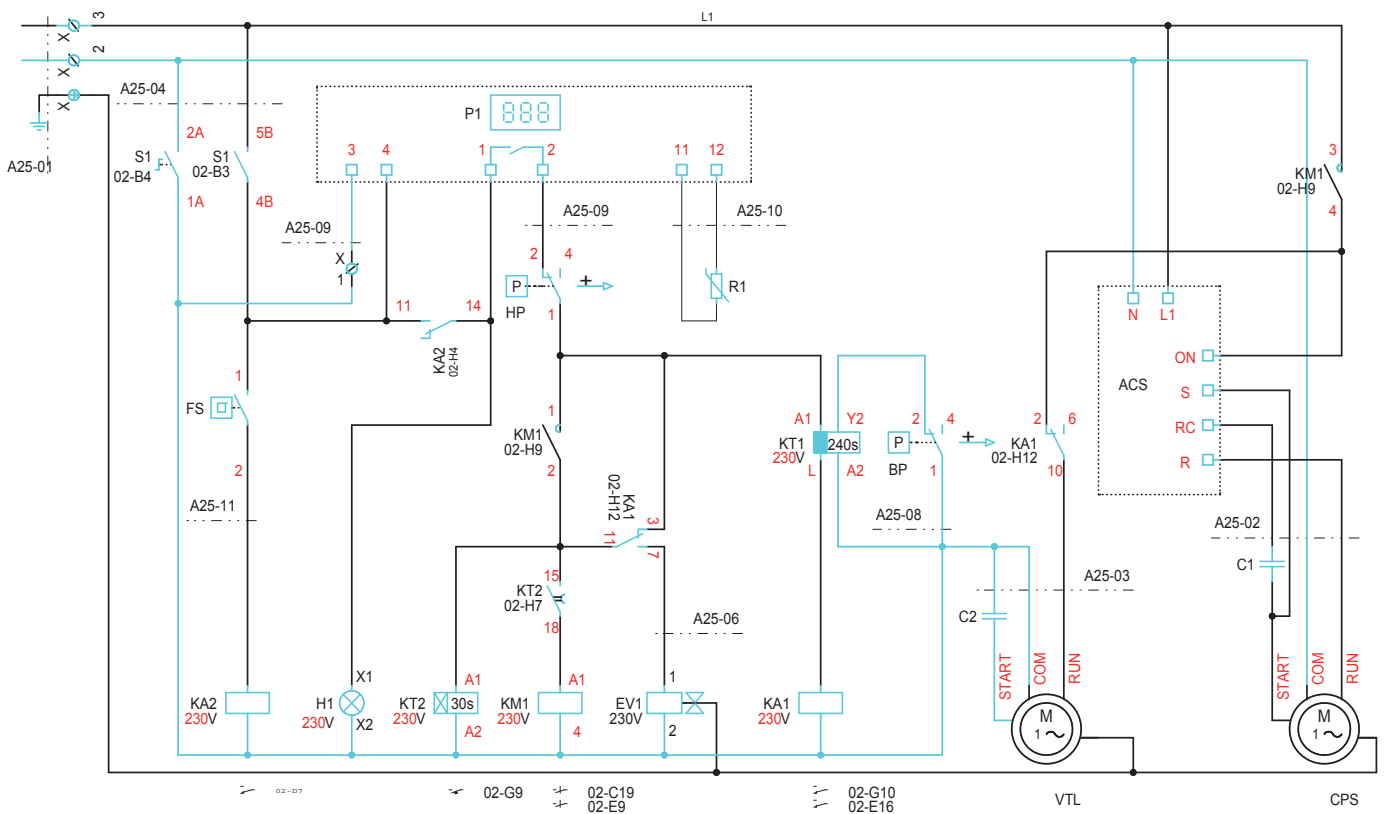 3
L1
X
2
X
X
A25-04
A25-01
P1
888
2A
5B
S1
02-B4
S1
02-B3
1A
4B
3
4
1
2
11
12
3
KM1
02-H9
4
A25-09
A25-09
A25-10
X
1
2
4
P
HP
+
1
R1
11
14
KA2
02-H4
N
L1
ON
S
RC
R
ACS
1
FS
2
A25-11
1
KM1
02-H9
2
A1
Y2
KT1
230V
240s
L
A2
2
4
P
BP
1
+
2
6
KA1
02-H12
10
KA1
02-H12
3
11
7
A25-08
A25-02
C1
15
KT2
02-H7
18
A25-06
A25-03
C2
START
COM
RUN
START
COM
RUN
KA2
230V
X1
H1
230V
X2
A1
KT2
230V
30s
A2
A1
KM1
230V
4
1
EV1
230V
2
KA1
230V
M
1
M
1
02-D7
02-G9
02-C19
02-E9
02-G10
02-E16
VTL
CPS